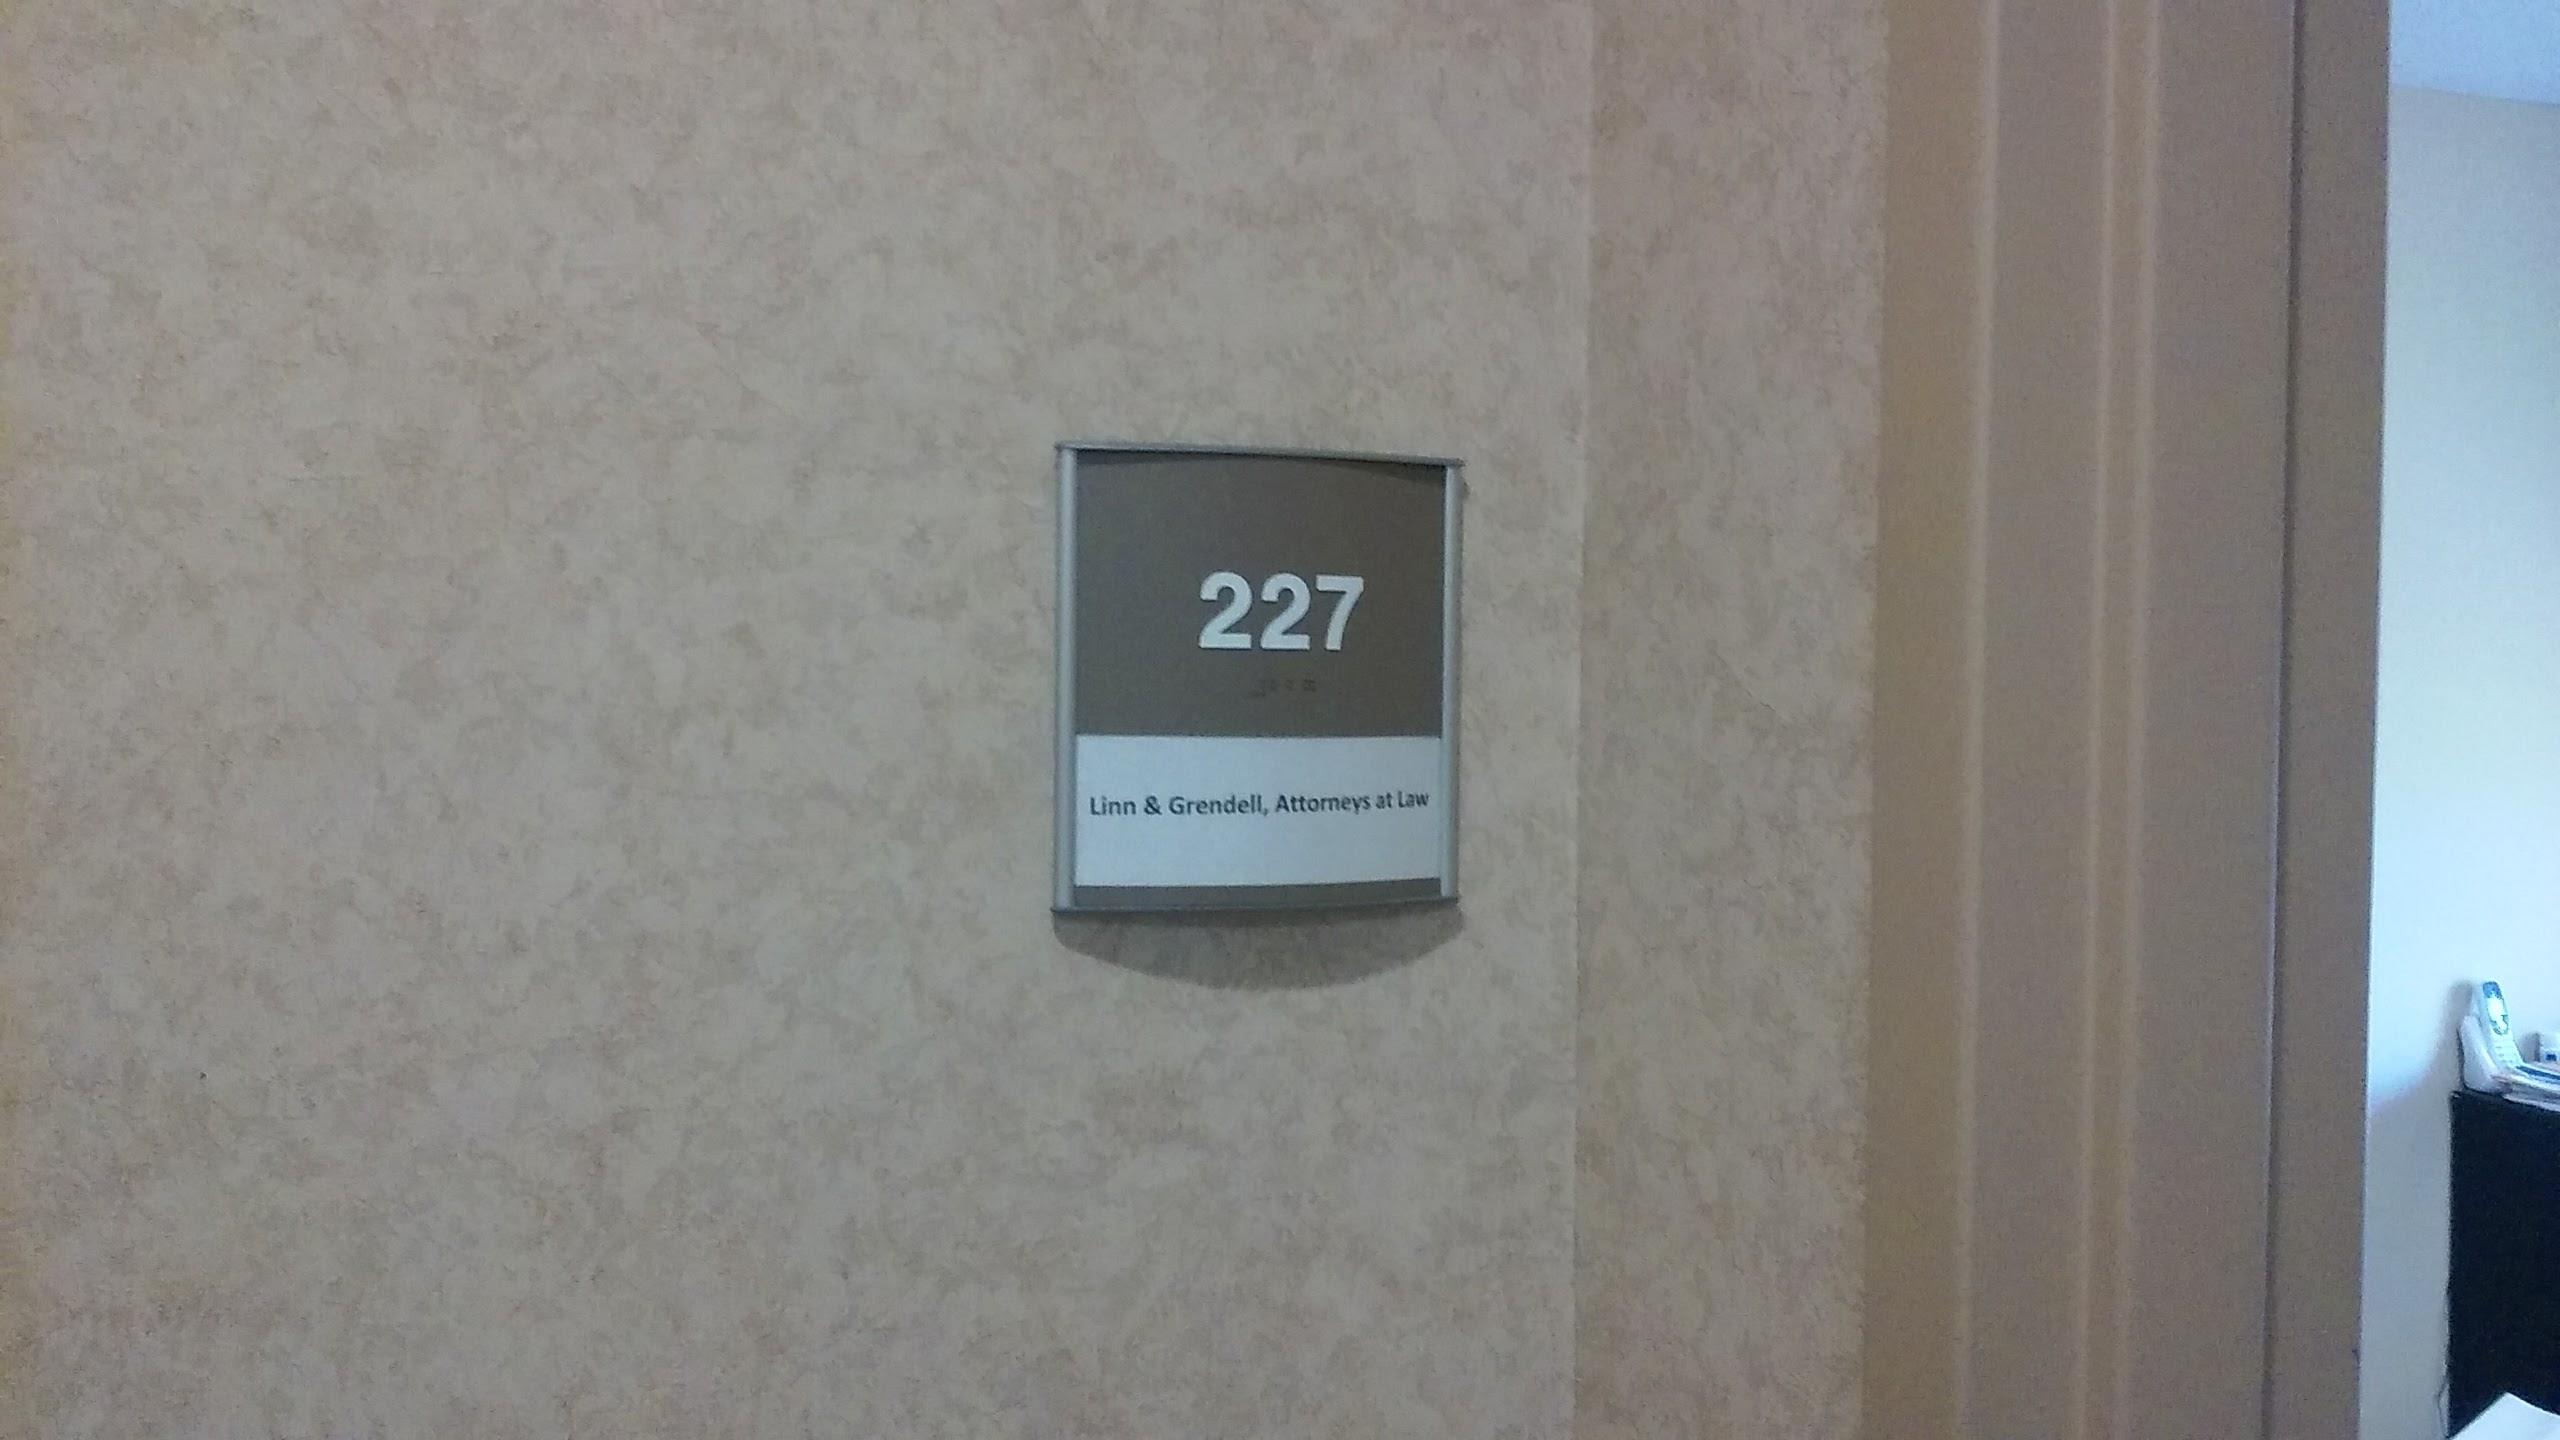 227
Linn & Grendell, Attorneys at Law